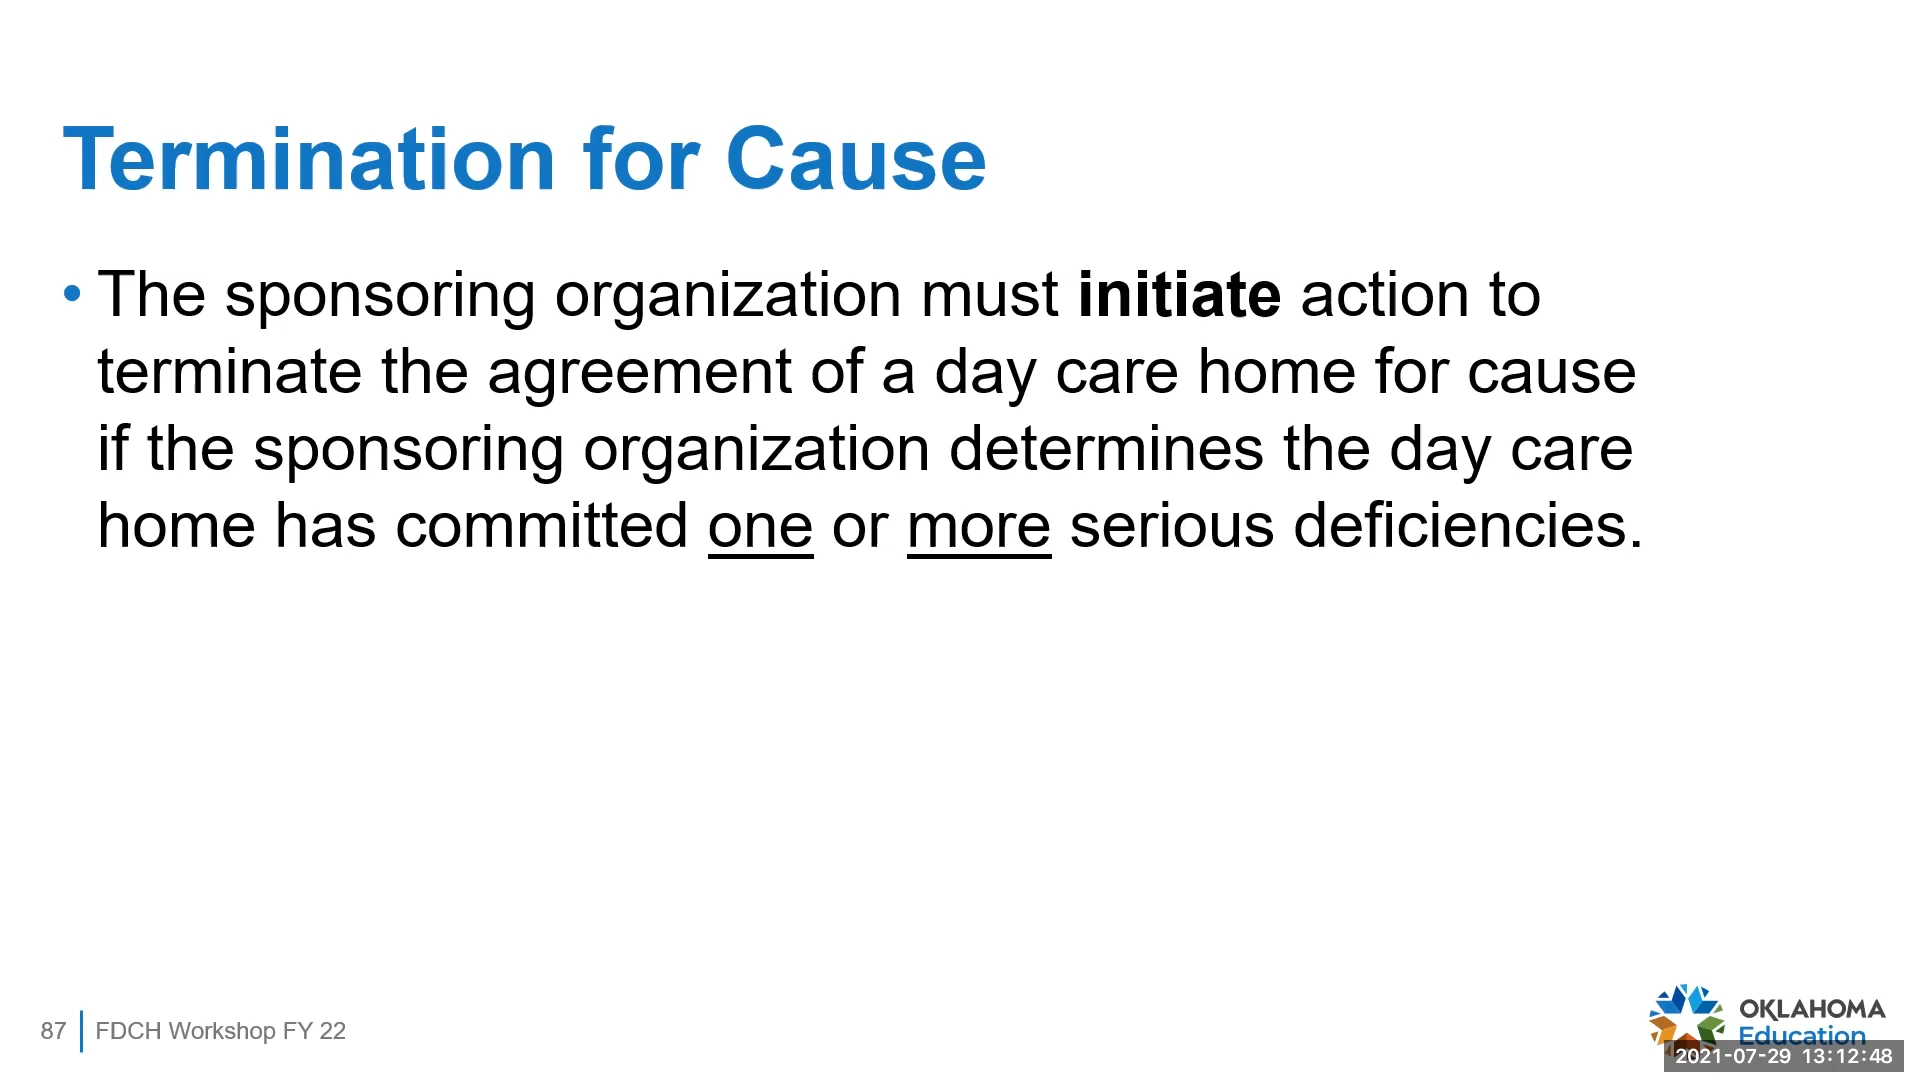 Termination for Cause
• The sponsoring organization must initiate action to
terminate the agreement of a day care home for cause
if the sponsoring organization determines the day care
home has committed one or more serious deficiencies.
87
FDCH Workshop FY 22
OKLAHOMA
Education
2021-07-29 13:12:48